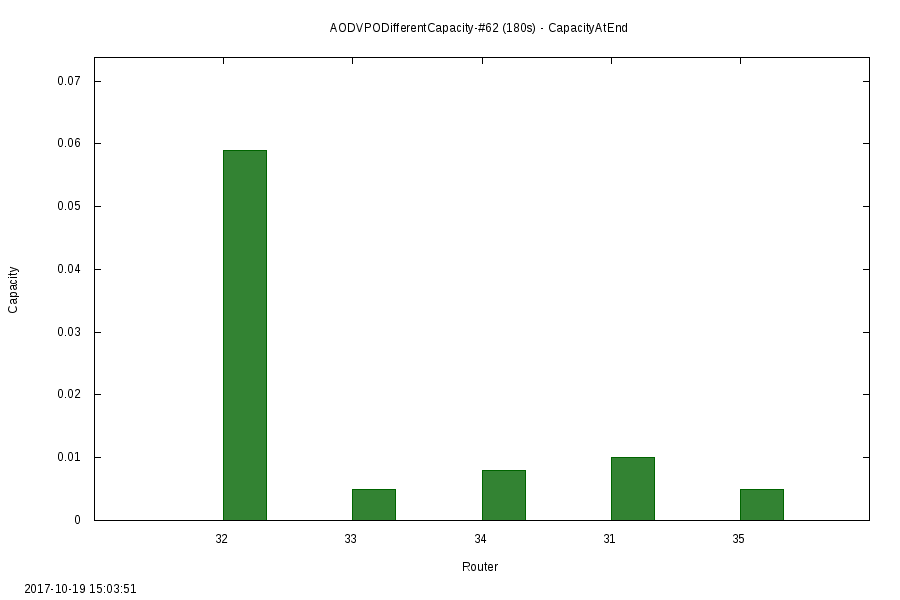 AODVPODifferentCapacity-#62 (180s) - CapacityAtEnd
0.07
0.06
0.05
0.04
0.03
0.02
0.01
0
Capacity
32 33 34 31 35
Router
2017-10-19 15:03:51